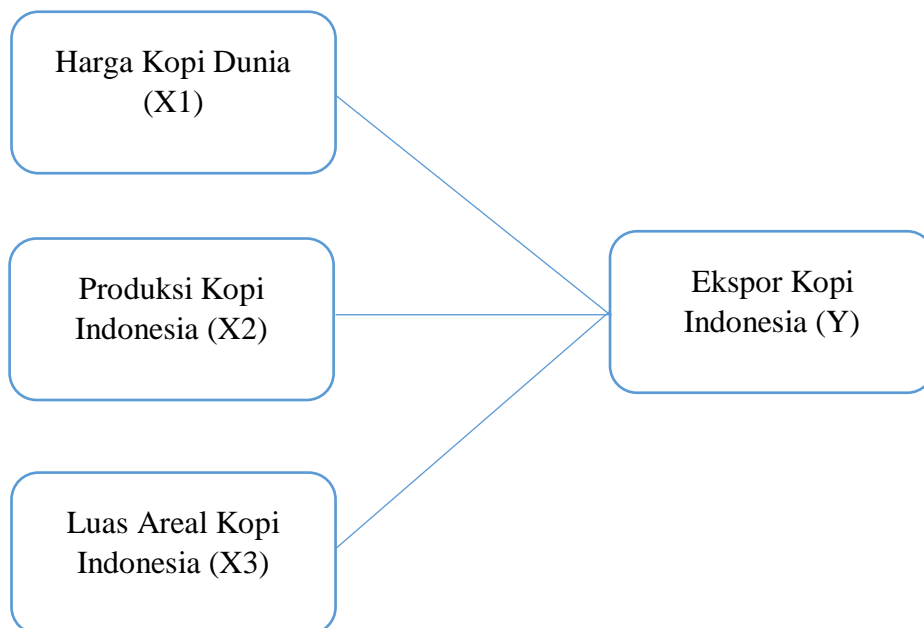 Harga Kopi Dunia
(X1)
Produksi Kopi
Indonesia (X2)
Ekspor Kopi
Indonesia (Y)
Luas Areal Kopi
Indonesia (X3)